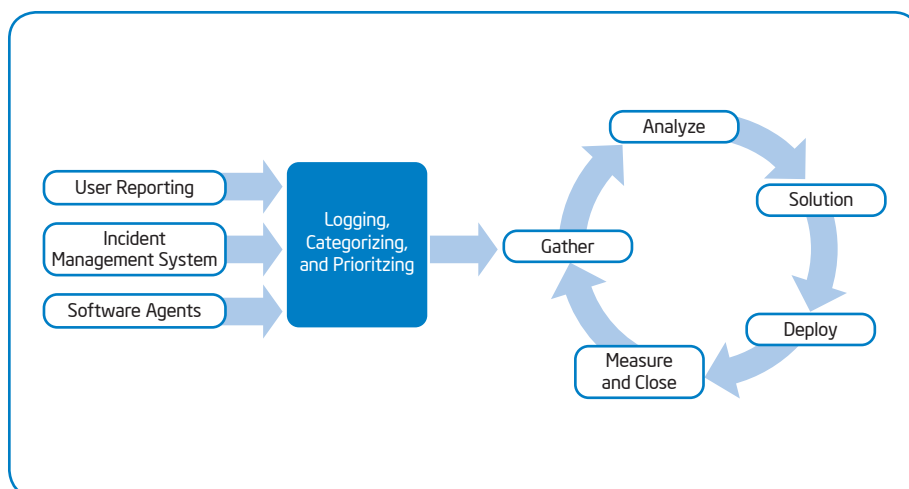 User Reporting
Incident
Management System
Software Agents
Logging,
Categorizing,
and Prioritzing
Gather
Analyze
Solution
Deploy
Measure
and Close